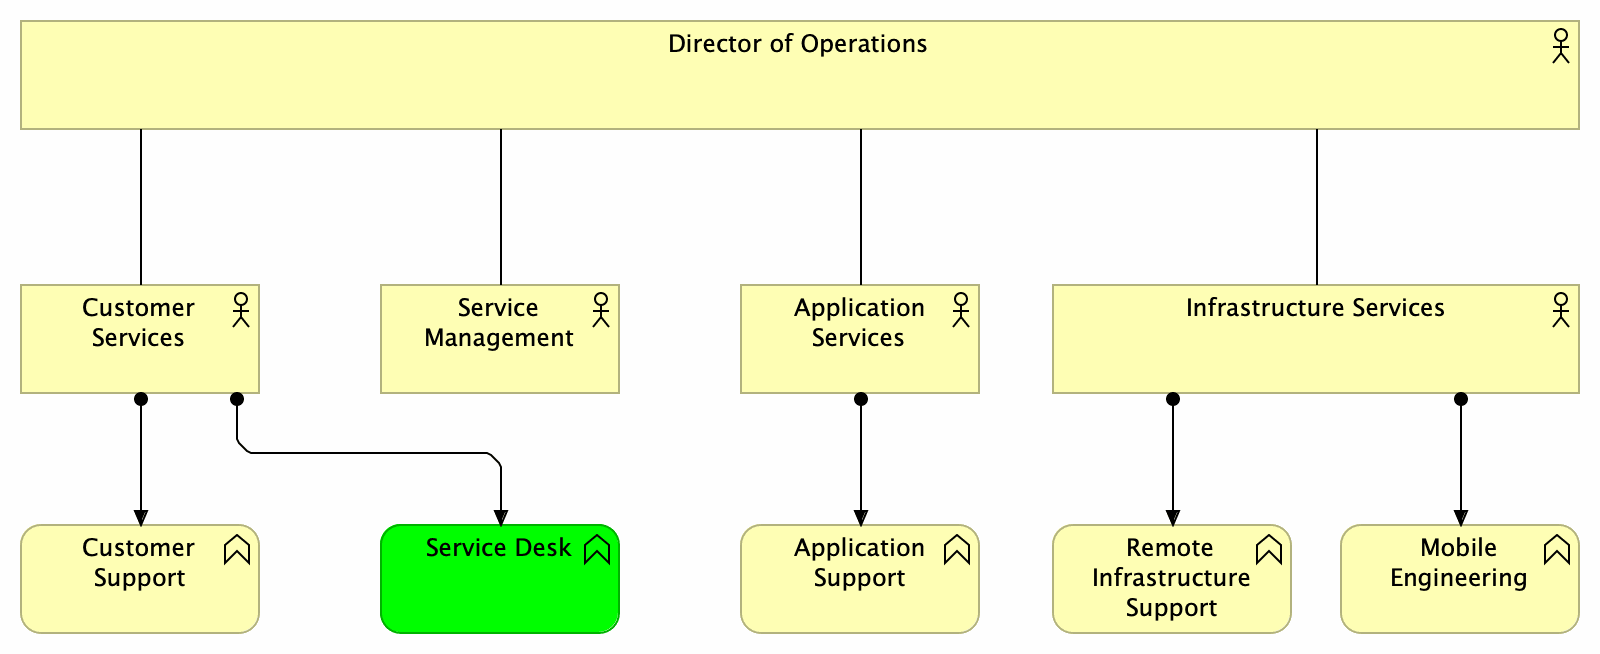 Director of Operations
Customer
Services
Service
Management
Application
Services
Infrastructure Services
Customer
Support
Service Desk
Application
Support
Remote
Infrastructure
Support
Mobile
Engineering